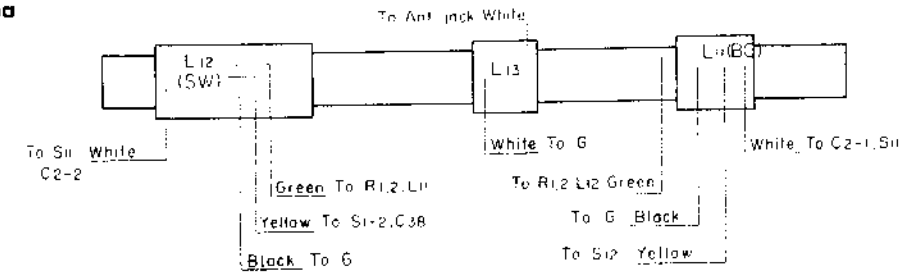 To Ant. jack White
L12
(SW)
L13
L11(BC)
To S11 White
C2-2
White To G
White To C2-1, S11
Green To R1,2,L11
To R1,2 L12 Green
Yellow To S1-2,C38
To G Black
Black To G
To S12 Yellow